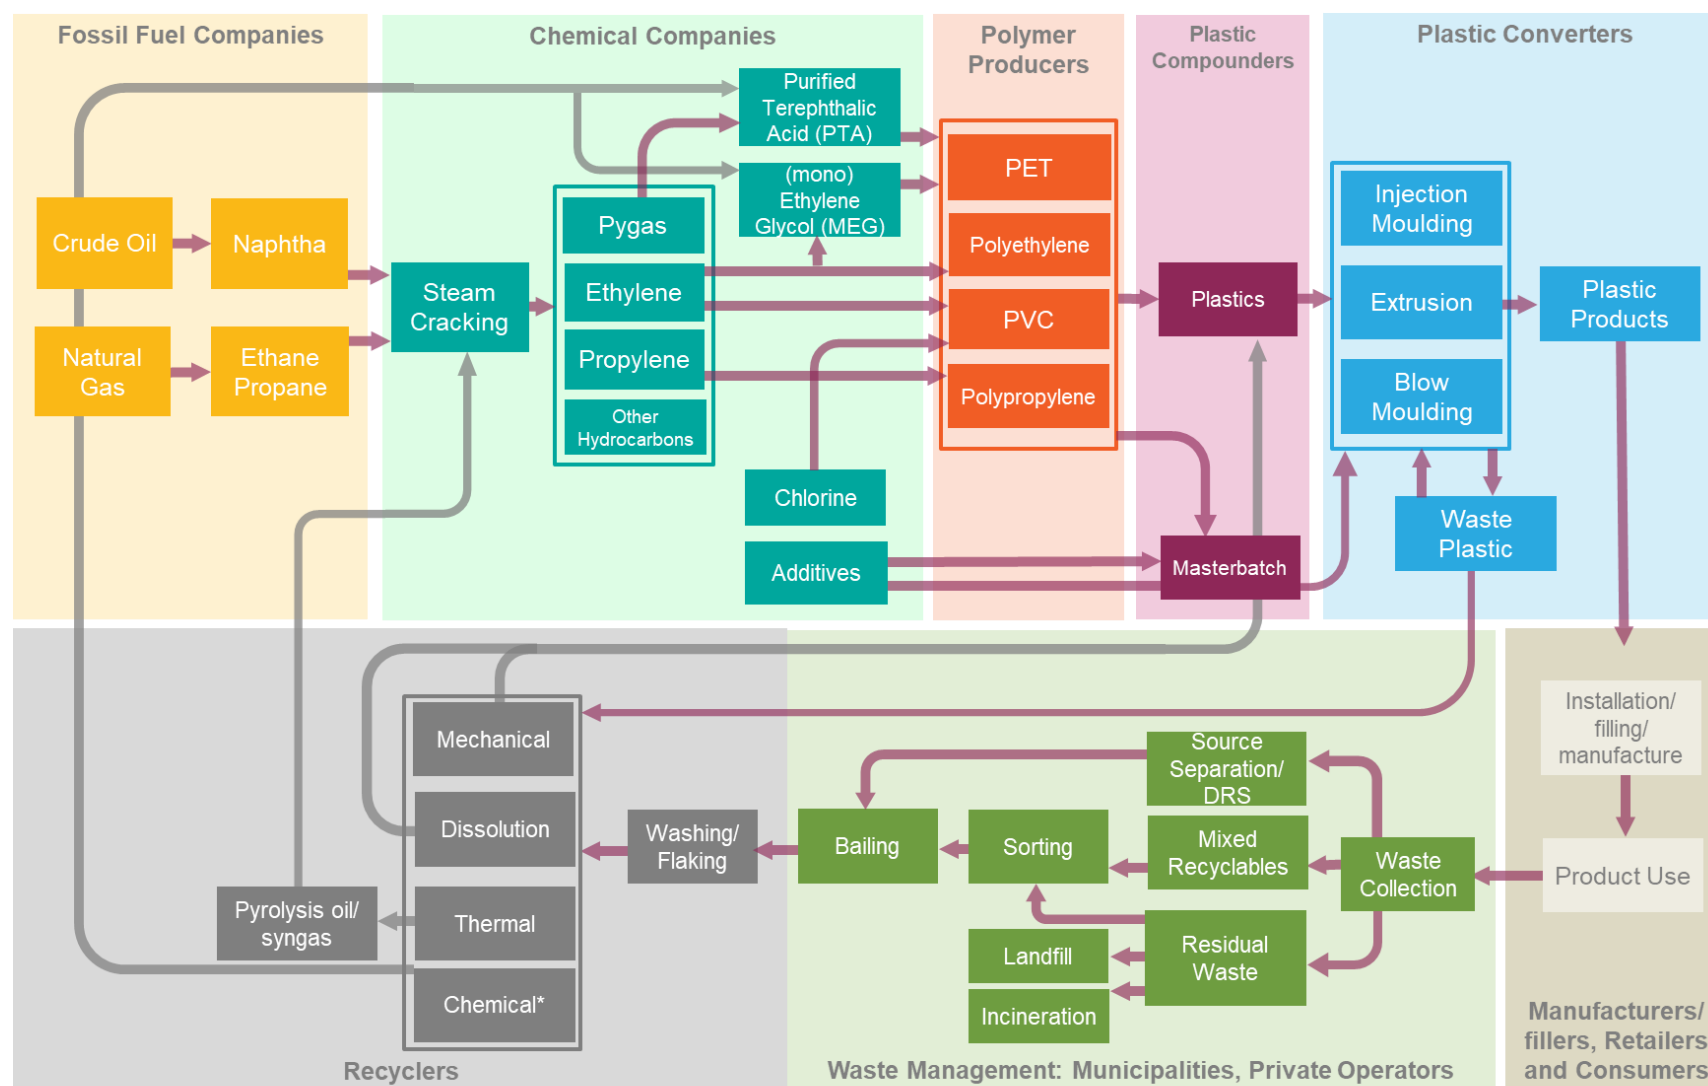 Fossil Fuel Companies
Chemical Companies
Polymer
Producers
Plastic
Compounders
Plastic Converters
Crude Oil
Naphtha
Natural
Gas
Ethane
Propane
Steam
Cracking
Purified
Terephthalic
Acid (PTA)
(mono)
Ethylene
Glycol (MEG)
Pygas
Ethylene
Propylene
Other
Hydrocarbons
Chlorine
Additives
PET
Polyethylene
PVC
Polypropylene
Plastics
Masterbatch
Injection
Moulding
Extrusion
Blow
Moulding
Plastic
Products
Waste
Plastic
Mechanical
Dissolution
Thermal
Chemical*
Pyrolysis oil/
syngas
Washing/
Flaking
Recyclers
Bailing
Sorting
Source
Separation/
DRS
Mixed
Recyclables
Residual
Waste
Landfill
Incineration
Waste
Collection
Waste Management: Municipalities, Private Operators
Installation/
filling/
manufacture
Product Use
Manufacturers/
fillers, Retailers
and Consumers